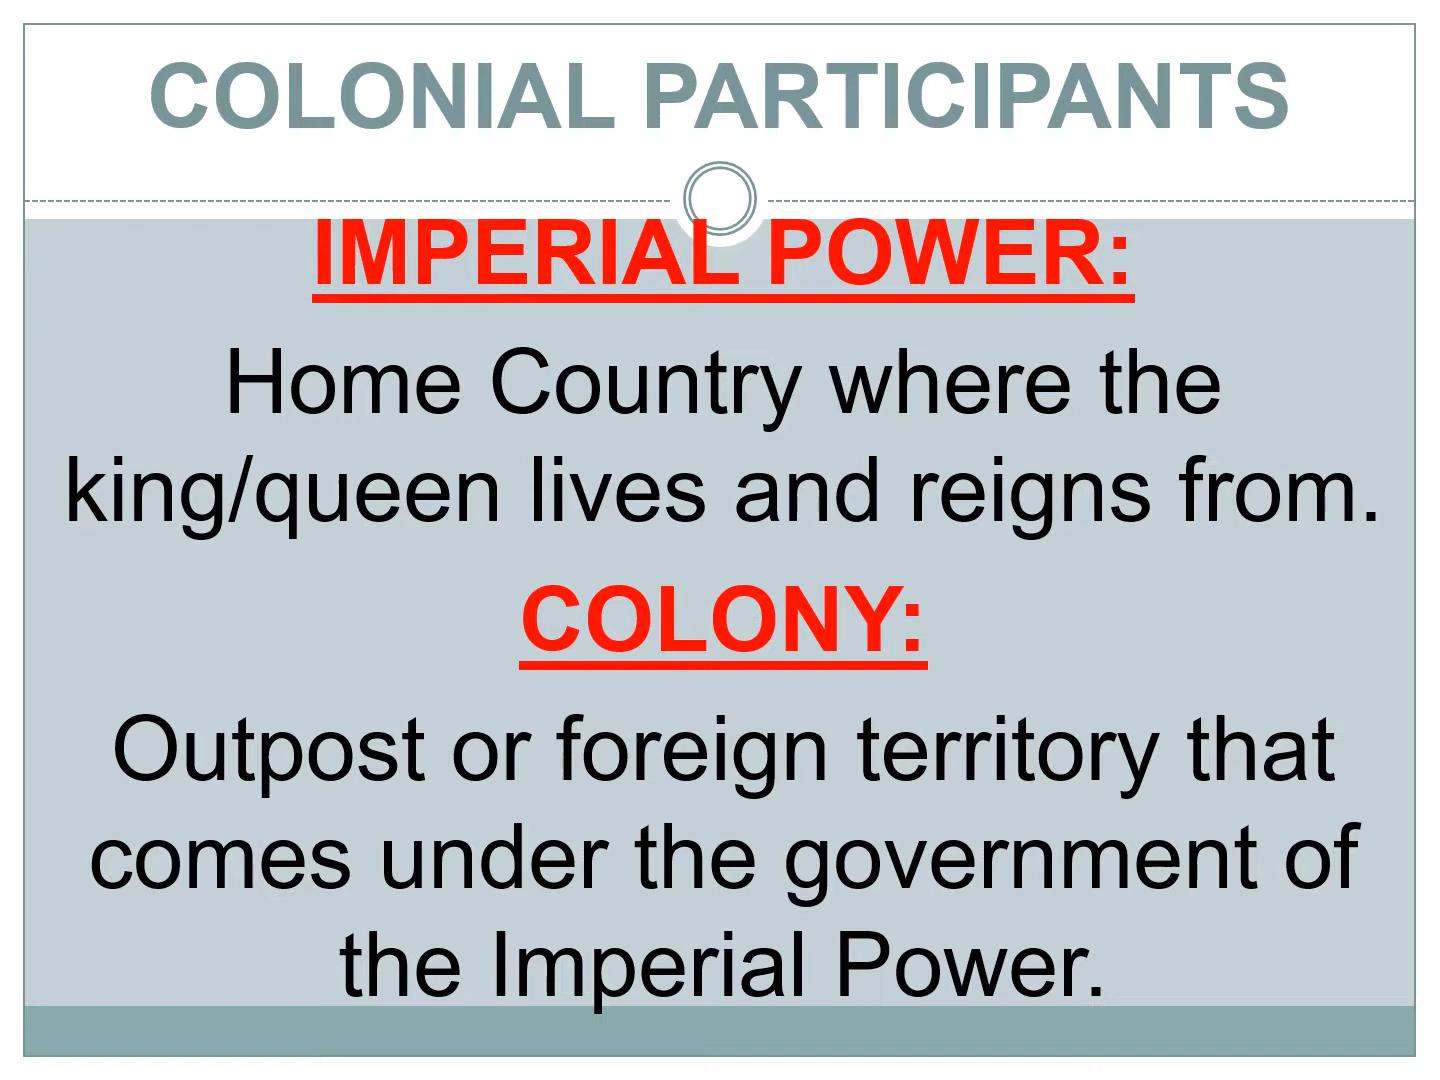 COLONIAL PARTICIPANTS
IMPERIAL POWER:
Home Country where the
king/queen lives and reigns from.
COLONY:
Outpost or foreign territory that
comes under the government of
the Imperial Power.